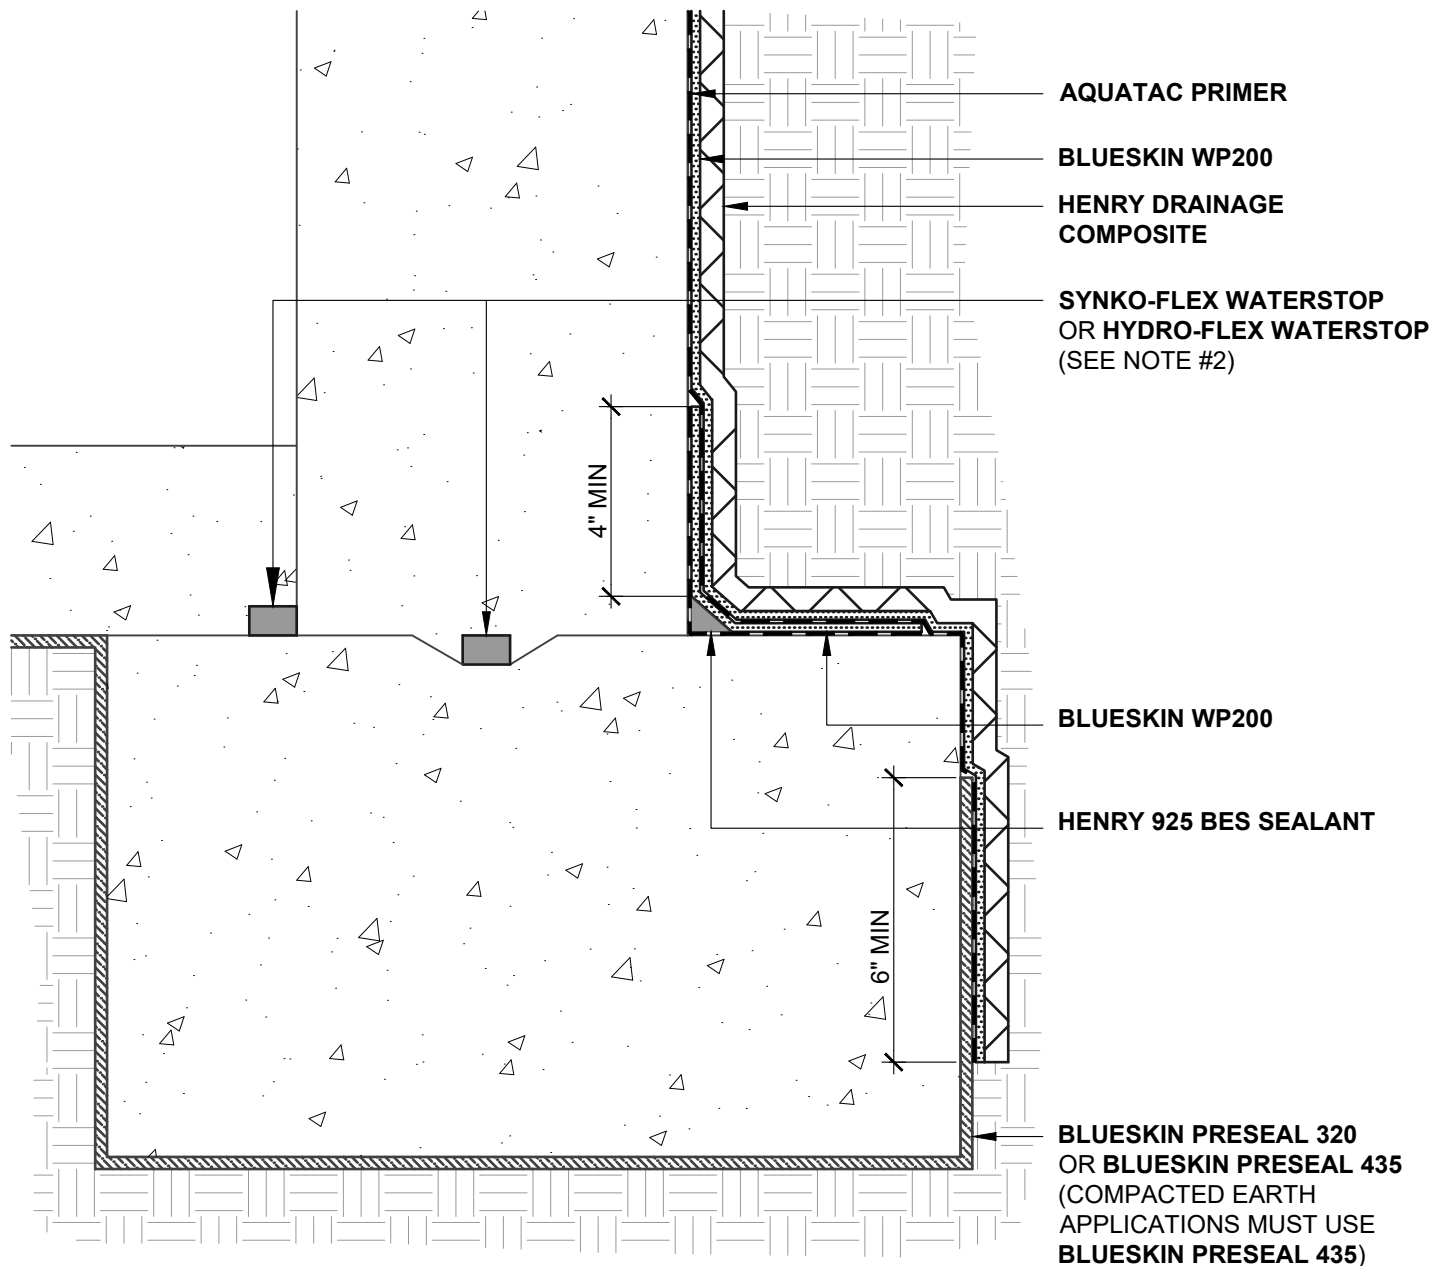 AQUATAC PRIMER
BLUESKIN WP200
HENRY DRAINAGE
COMPOSITE
SYNKO-FLEX WATERSTOP
OR HYDRO-FLEX WATERSTOP
(SEE NOTE #2)
4" MIN
BLUESKIN WP200
HENRY 925 BES SEALANT
6" MIN
BLUESKIN PRESEAL 320
OR BLUESKIN PRESEAL 435
(COMPACTED EARTH
APPLICATIONS MUST USE
BLUESKIN PRESEAL 435)